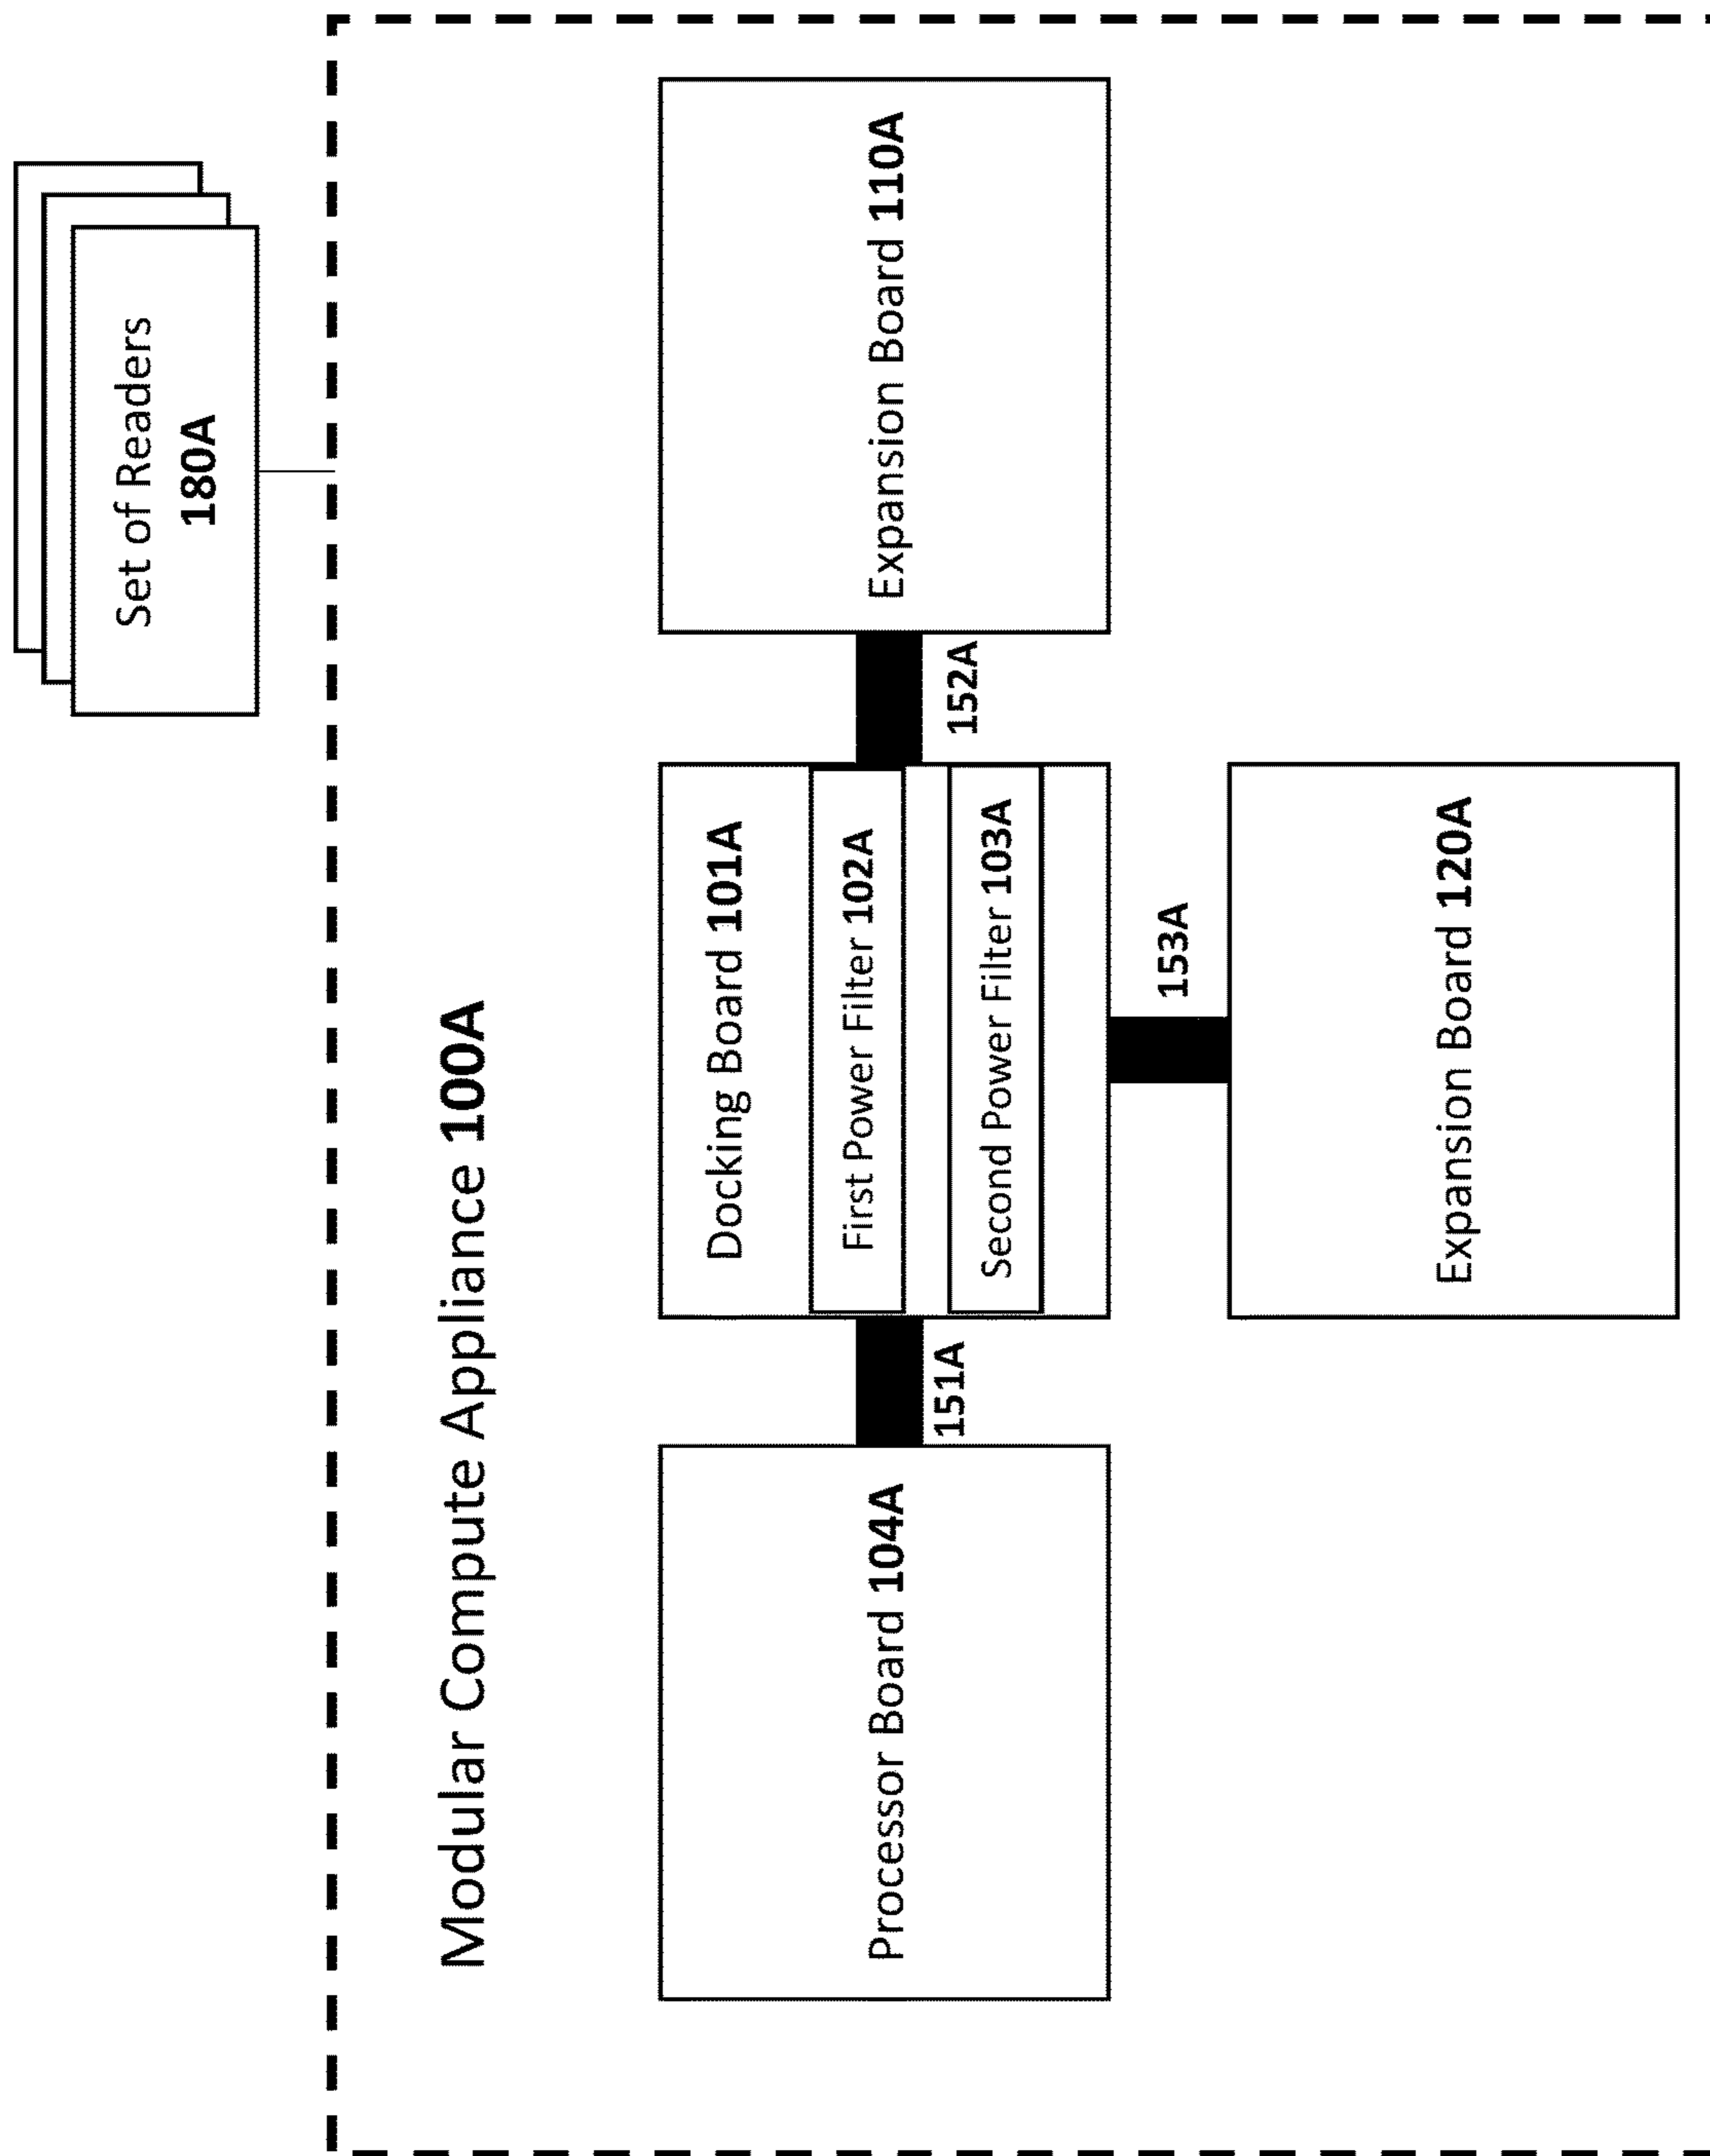 Set of Readers
180A
Modular Compute Appliance 100A
Processor Board 104A
151A
Docking Board 101A
First Power Filter 102A
Second Power Filter 103A
152A
Expansion Board 110A
153A
Expansion Board 120A